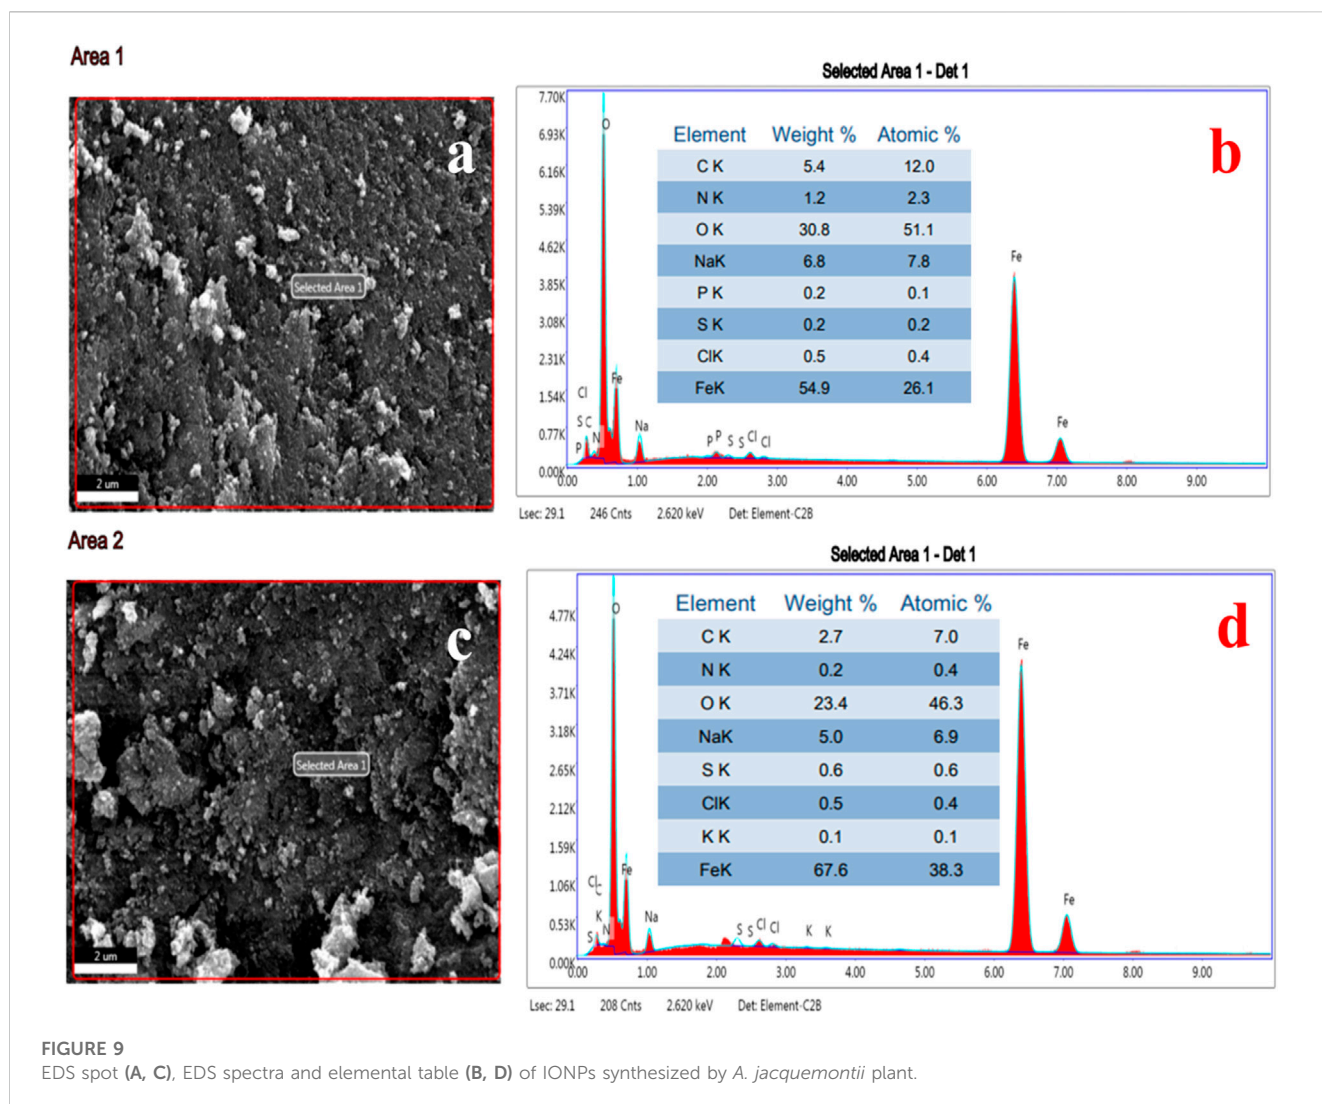 Area 1
a
Selected Area 1
2 um
Selected Area 1 - Det 1
b
7.70K
6.93K
6.16K
5.39K
4.62K
3.85K
3.08K
2.31K
1.54K
0.77K
0.00K
O
Element Weight % Atomic %
C K 5.4 12.0
N K 1.2 2.3
O K 30.8 51.1
NaK 6.8 7.8
P K 0.2 0.1
S K 0.2 0.2
ClK 0.5 0.4
FeK 54.9 26.1
Fe
Cl
Fe
S C
Na
P N
P P S S Cl Cl
Fe
0.00 1.00 2.00 3.00 4.00 5.00 6.00 7.00 8.00 9.00
Lsec: 29.1 246 Cnts 2.620 keV Det: Element-C2B
Area 2
c
Selected Area 1
2 um
Selected Area 1 - Det 1
d
4.77K
4.24K
3.71K
3.18K
2.65K
2.12K
1.59K
1.06K
0.53K
0.00K
O
Element Weight % Atomic %
C K 2.7 7.0
N K 0.2 0.4
O K 23.4 46.3
NaK 5.0 6.9
S K 0.6 0.6
ClK 0.5 0.4
K K 0.1 0.1
FeK 67.6 38.3
Fe
Fe
Cl
C
K
Na
S N
S S Cl Cl K K
Fe
0.00 1.00 2.00 3.00 4.00 5.00 6.00 7.00 8.00 9.00
Lsec: 29.1 208 Cnts 2.620 keV Det: Element-C2B
FIGURE 9
EDS spot (A, C), EDS spectra and elemental table (B, D) of IONPs synthesized by A. jacquemontii plant.